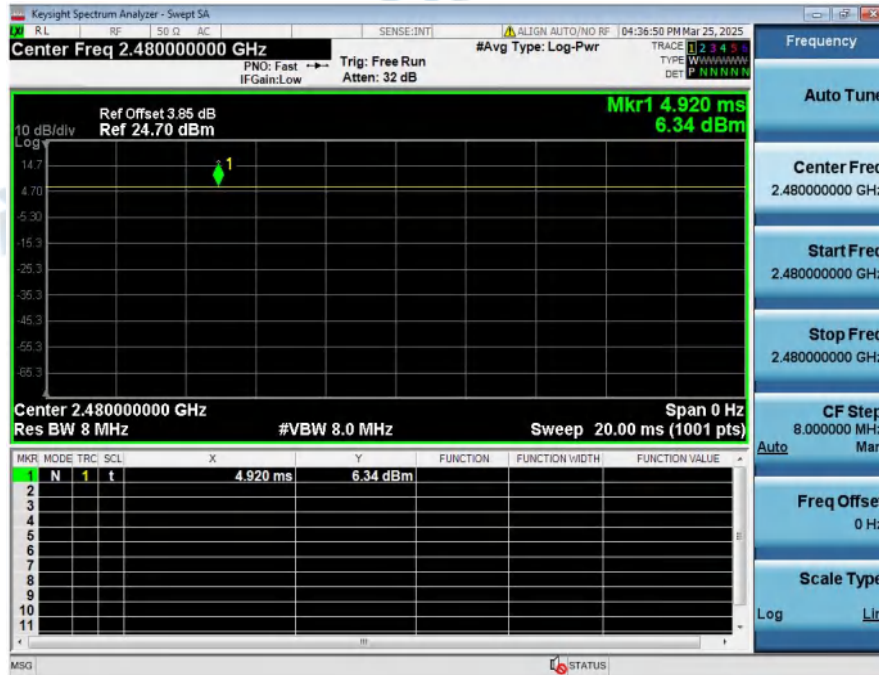 Keysight Spectrum Analyzer - Swept SA
RL RF 50 Ω AC SENSE:INT ALIGN AUTO/NO RF 04:36:50 PM Mar 25, 2025
Center Freq 2.480000000 GHz
PNO: Fast
IFGain:Low
Trig: Free Run
Atten: 32 dB
#Avg Type: Log-Pwr
TRACE 1 2 3 4 5 6
TYPE WWWWWW
DET P N N N N N
Ref Offset 3.85 dB
10 dB/div Ref 24.70 dBm
Log
Mkr1 4.920 ms
6.34 dBm
1
14.7
4.70
-5.30
-15.3
-25.3
-35.3
-45.3
-55.3
-65.3
Center 2.480000000 GHz Span 0 Hz
Res BW 8 MHz #VBW 8.0 MHz Sweep 20.00 ms (1001 pts)
MKR MODE TRC SCL X Y FUNCTION FUNCTION WIDTH FUNCTION VALUE
1 N 1 t 4.920 ms 6.34 dBm
2
3
4
5
6
7
8
9
10
11
MSG STATUS
Frequency
Auto Tune
Center Freq
2.480000000 GHz
Start Freq
2.480000000 GHz
Stop Freq
2.480000000 GHz
CF Step
8.000000 MHz
Auto Man
Freq Offset
0 Hz
Scale Type
Log Lin